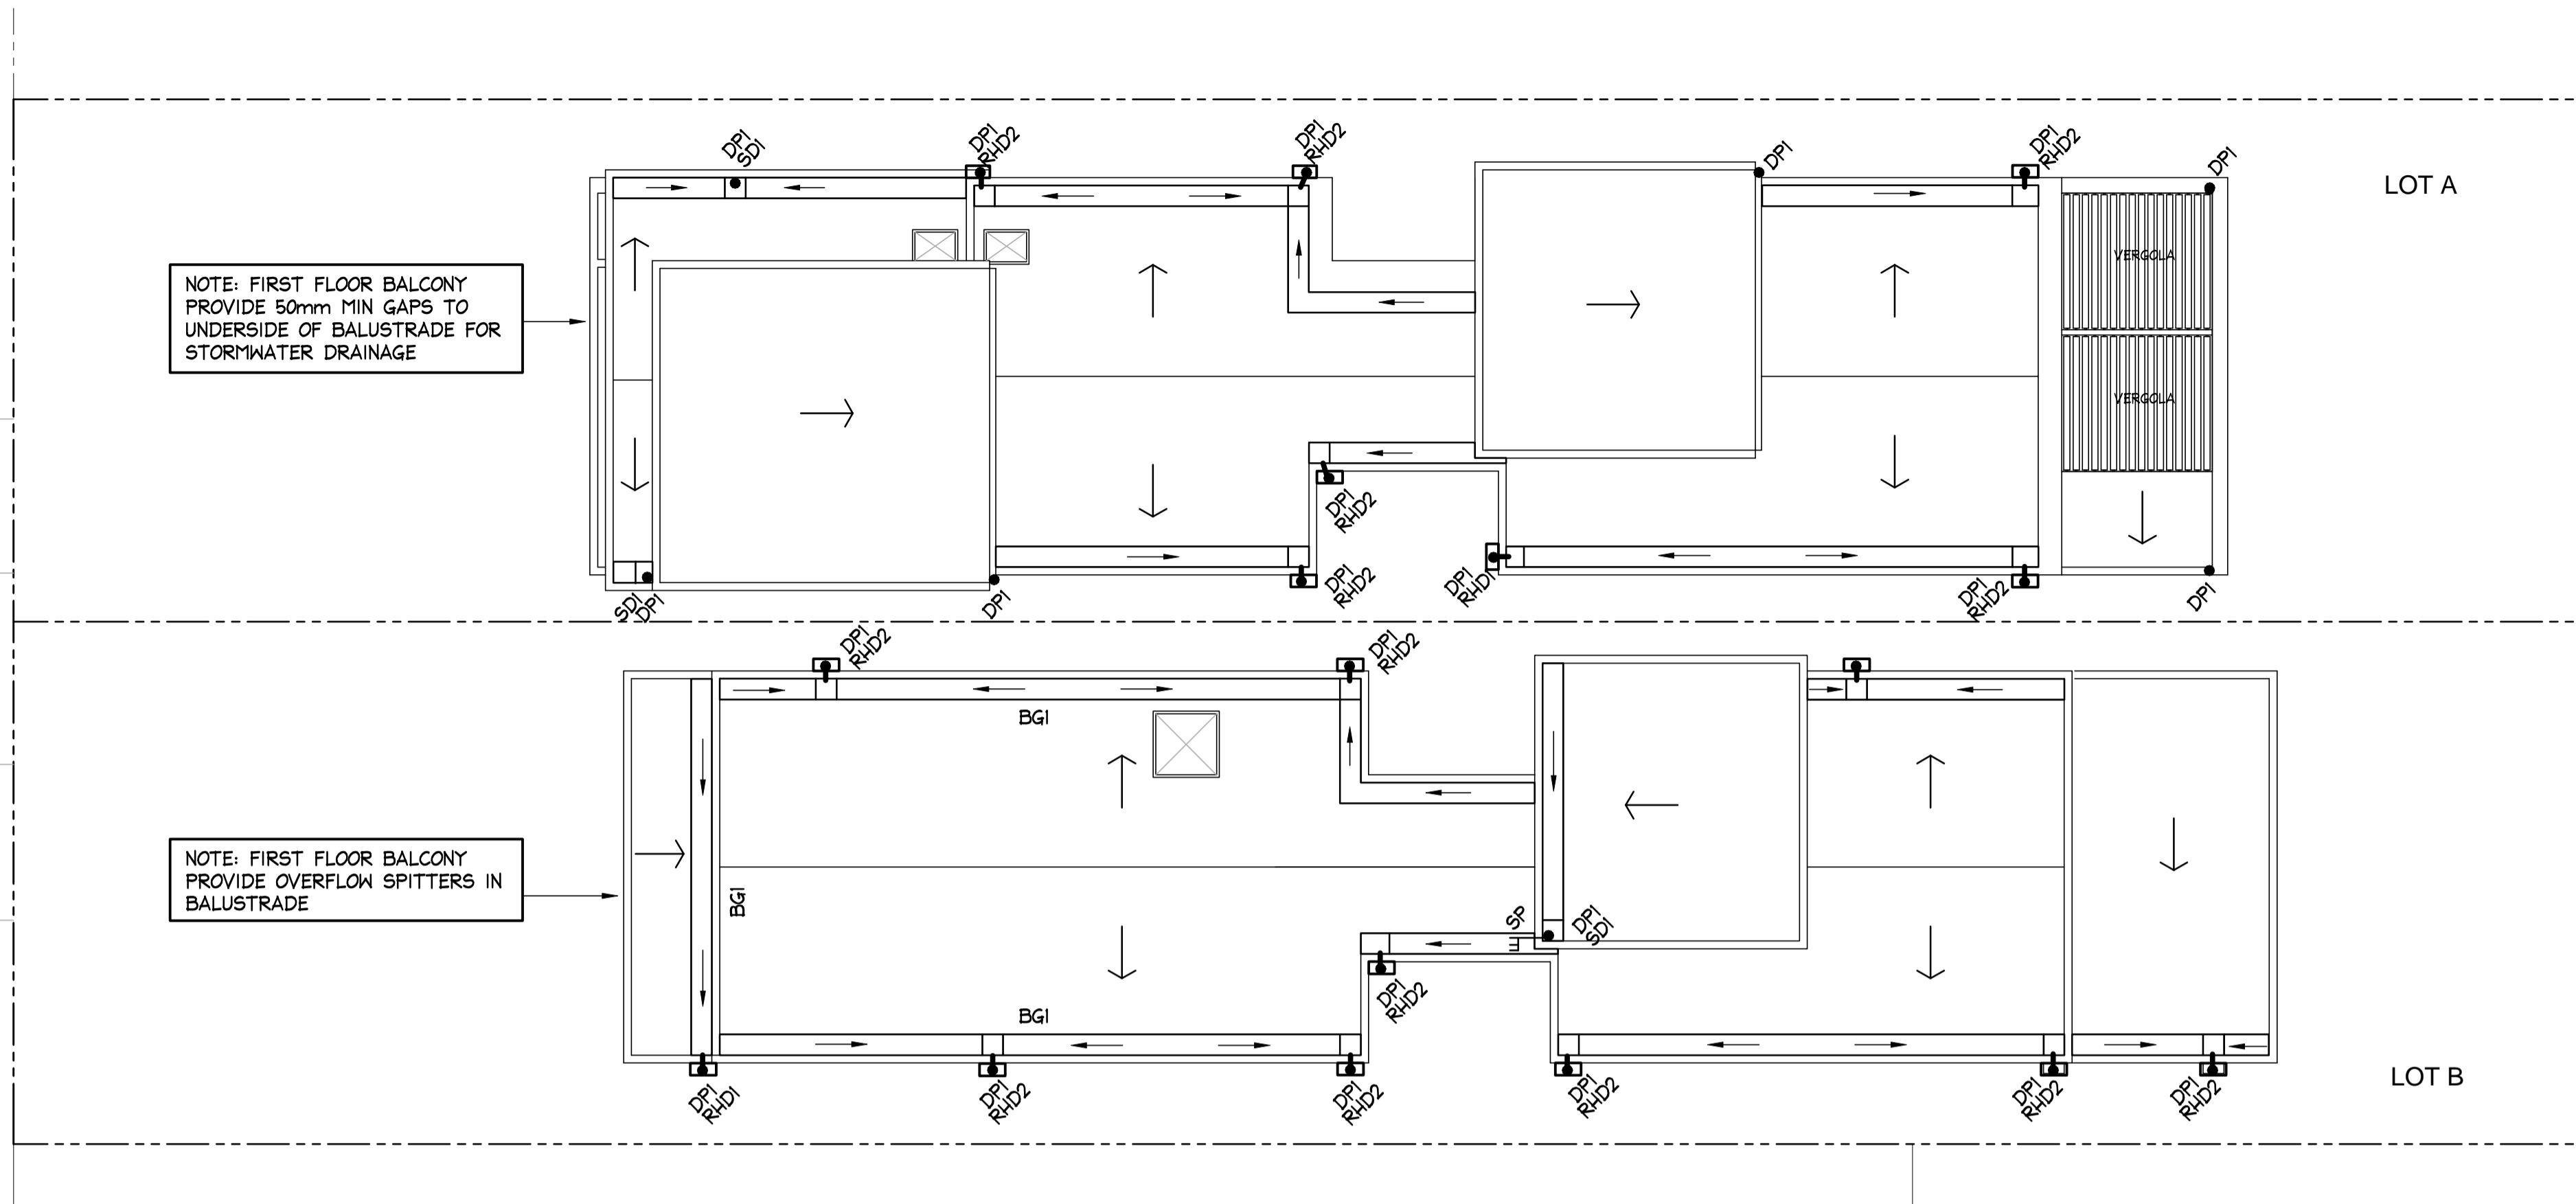 DP1
SD1
DP1
RHD2
DP1
RHD2
DP1
DP1
RHD2
DP1
LOT A
VERGOLA
NOTE: FIRST FLOOR BALCONY
PROVIDE 50mm MIN GAPS TO
UNDERSIDE OF BALUSTRADE FOR
STORMWATER DRAINAGE
VERGOLA
DP1
RHD2
SD1
DP1
DP1
DP1
RHD2
DP1
RHD1
DP1
RHD2
DP1
DP1
RHD2
DP1
RHD2
BG1
NOTE: FIRST FLOOR BALCONY
PROVIDE OVERFLOW SPITTERS IN
BALUSTRADE
BG1
SP
DP1
SD1
DP1
RHD2
BG1
LOT B
DP1
RHD1
DP1
RHD2
DP1
RHD2
DP1
RHD2
DP1
RHD2
DP1
RHD2